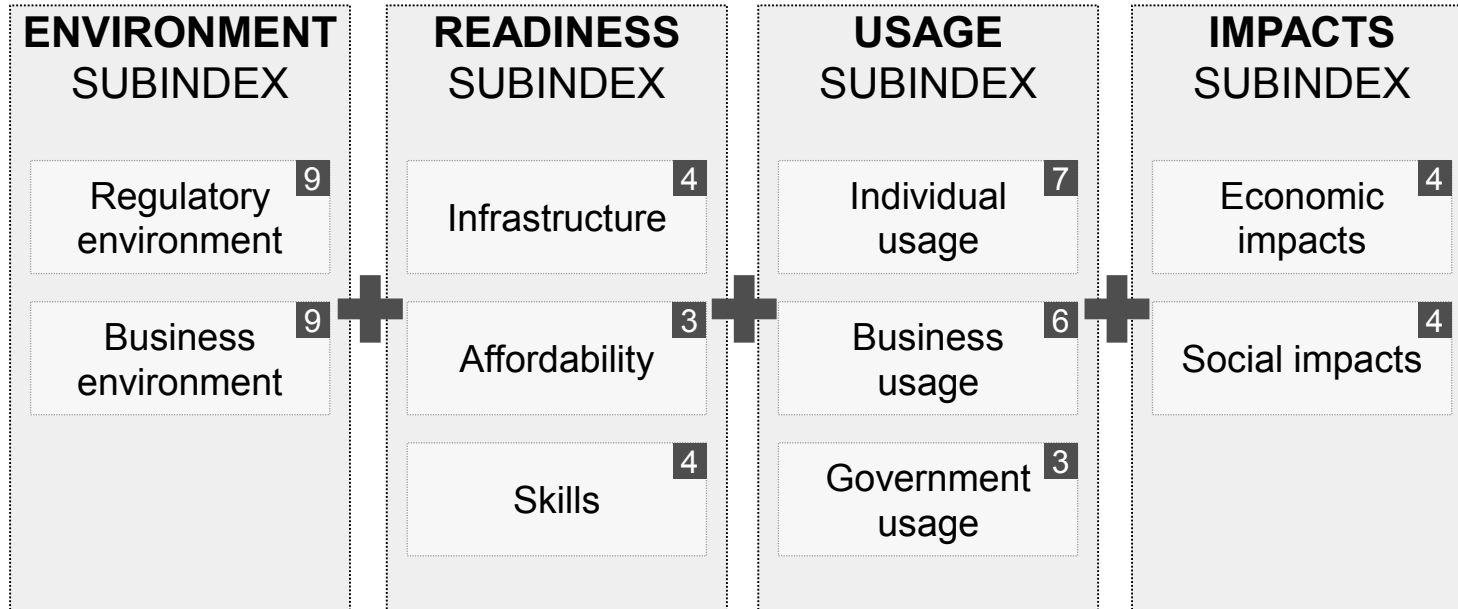 ENVIRONMENT
SUBINDEX
9
Regulatory
environment
9
Business
environment
READINESS
SUBINDEX
4
Infrastructure
3
Affordability
4
Skills
USAGE
SUBINDEX
7
Individual
usage
6
Business
usage
3
Government
usage
IMPACTS
SUBINDEX
4
Economic
impacts
4
Social impacts